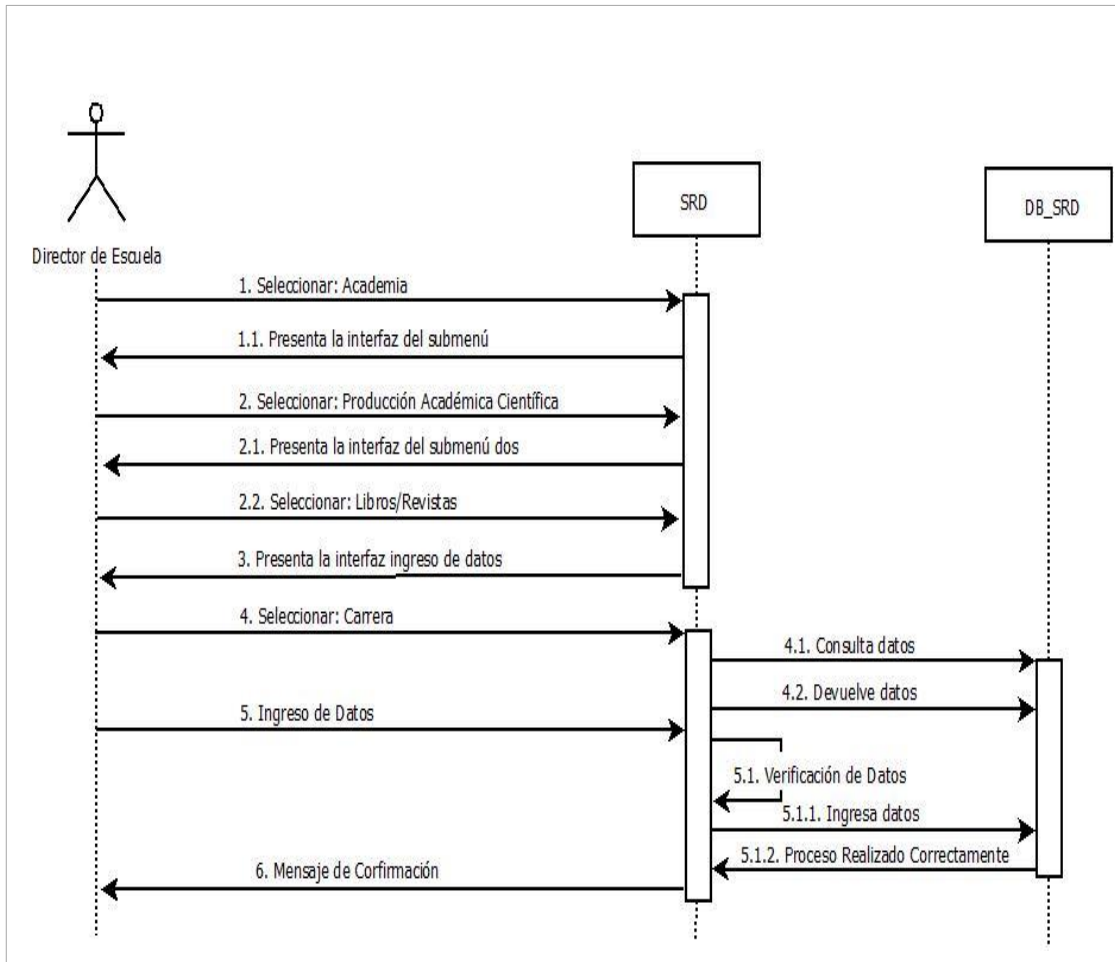 SRD
DB_SRD
Director de Escuela
1. Seleccionar: Academia
1.1. Presenta la interfaz del submenú
2. Seleccionar: Producción Académica Científica
2.1. Presenta la interfaz del submenú dos
2.2. Seleccionar: Libros/Revistas
3. Presenta la interfaz ingreso de datos
4. Seleccionar: Carrera
4.1. Consulta datos
4.2. Devuelve datos
5. Ingreso de Datos
5.1. Verificación de Datos
5.1.1. Ingresa datos
5.1.2. Proceso Realizado Correctamente
6. Mensaje de Corfirmación